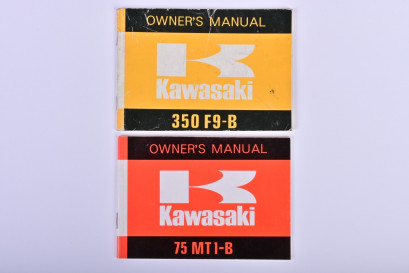 OWNER'S MANUAL
Kawasaki
350 F9-B
OWNER'S MANUAL
Kawasaki
75 MT1-B